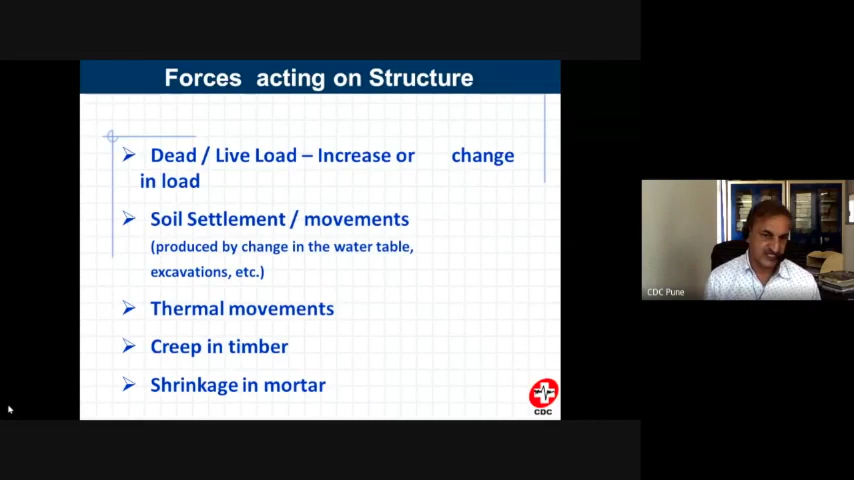 Forces acting on Structure
Dead / Live Load – Increase or change
in load
Soil Settlement / movements
(produced by change in the water table,
excavations, etc.)
Thermal movements
Creep in timber
Shrinkage in mortar
CDC
CDC Pune